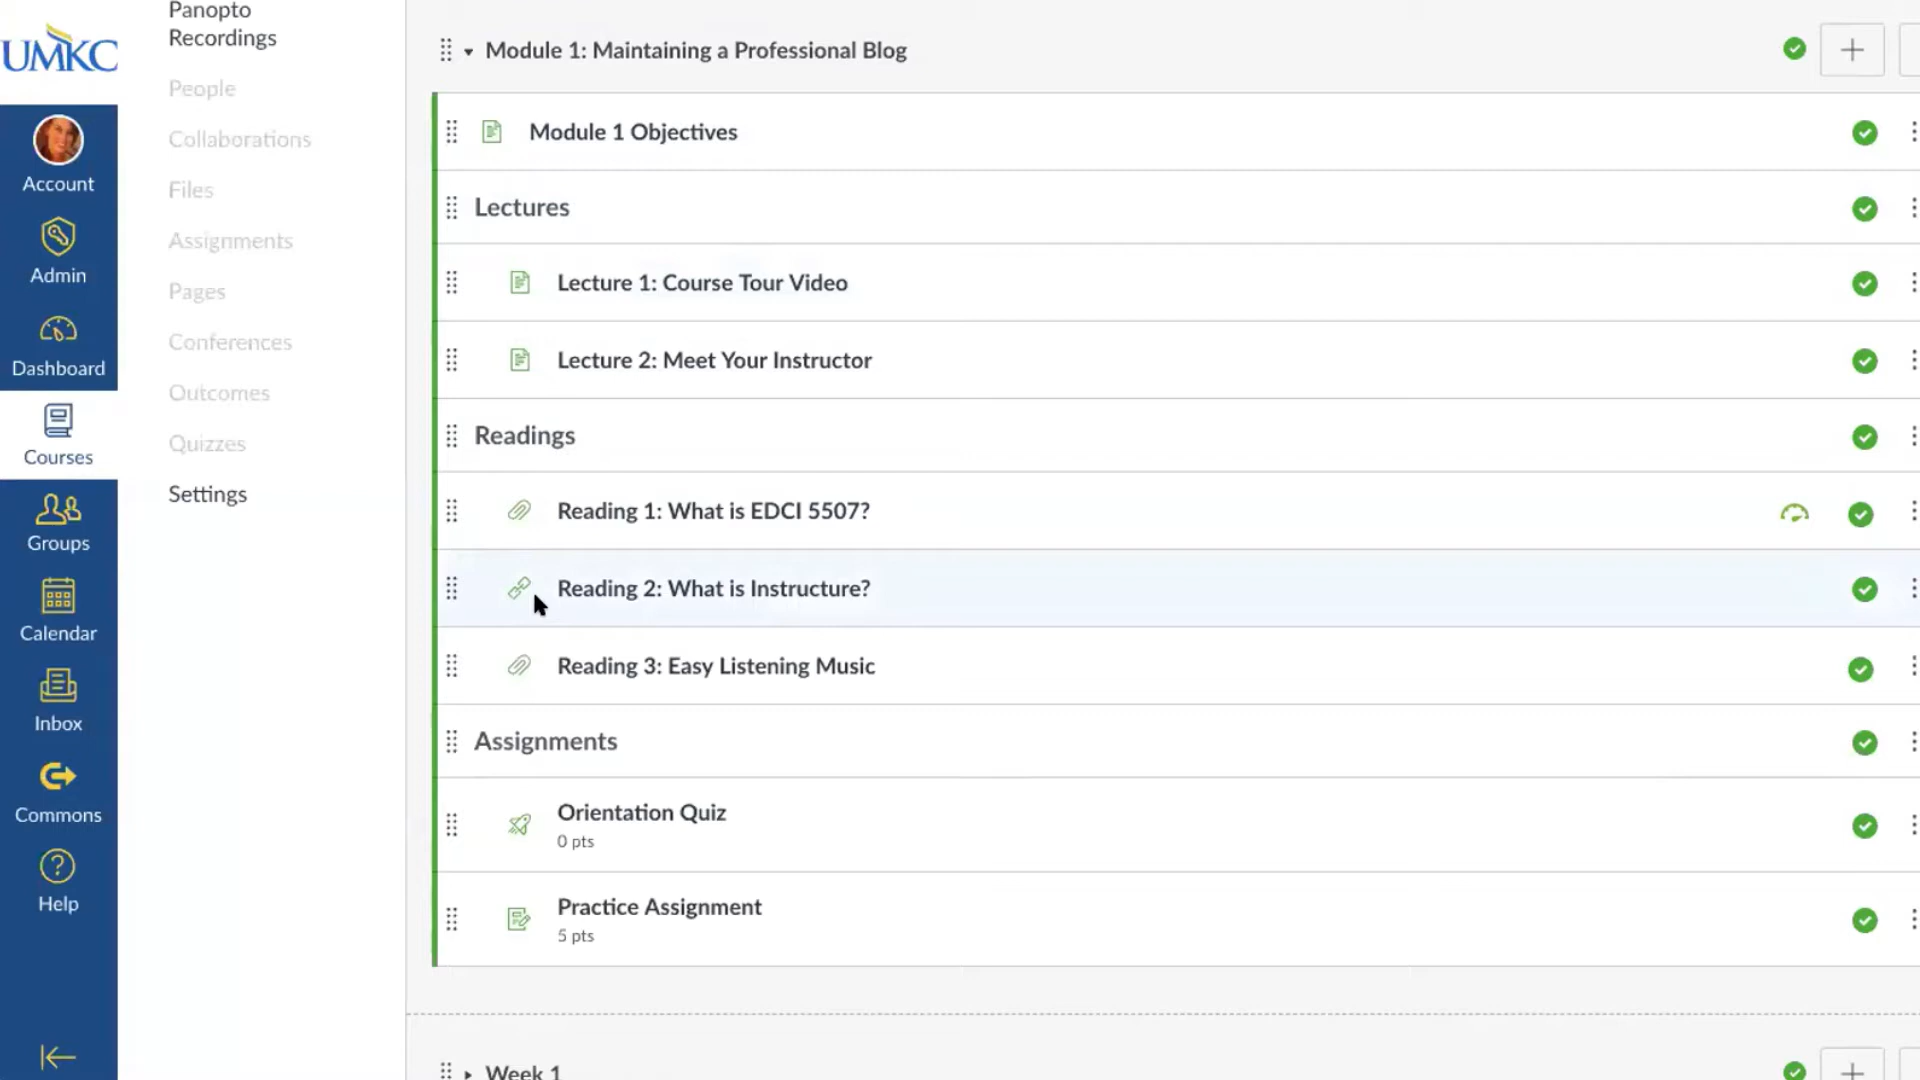 UMKC
Account
Admin
Dashboard
Courses
Groups
Calendar
Inbox
Commons
Help
Panopto
Recordings
People
Collaborations
Files
Assignments
Pages
Conferences
Outcomes
Quizzes
Settings
Module 1: Maintaining a Professional Blog
Module 1 Objectives
Lectures
Lecture 1: Course Tour Video
Lecture 2: Meet Your Instructor
Readings
Reading 1: What is EDCI 5507?
Reading 2: What is Instructure?
Reading 3: Easy Listening Music
Assignments
Orientation Quiz
0 pts
Practice Assignment
5 pts
Week 1